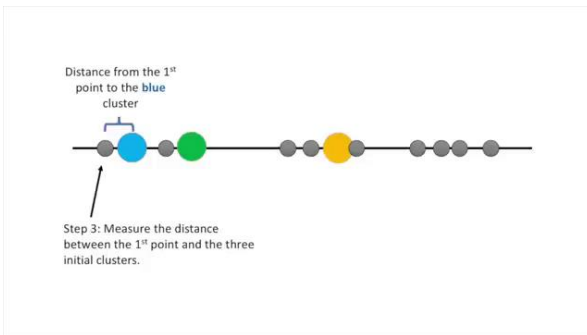 Distance from the 1st
point to the blue
cluster
Step 3: Measure the distance
between the 1st point and the three
initial clusters.